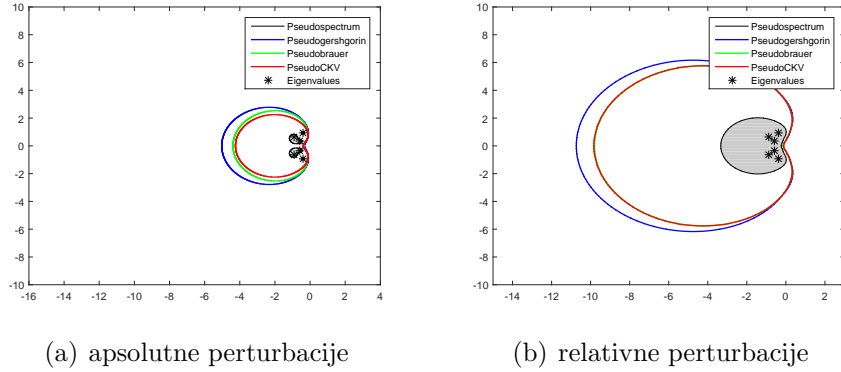 10
8
6
4
2
0
-2
-4
-6
-8
-10
-16 -14 -12 -10 -8 -6 -4 -2 0 2 4
Pseudospectrum
Pseudogershgorin
Pseudobrauer
PseudoCKV
Eigenvalues
(a) apsolutne perturbacije
10
8
6
4
2
0
-2
-4
-6
-8
-10
-14 -12 -10 -8 -6 -4 -2 0 2
Pseudospectrum
Pseudogershgorin
Pseudobrauer
PseudoCKV
Eigenvalues
(b) relativne perturbacije